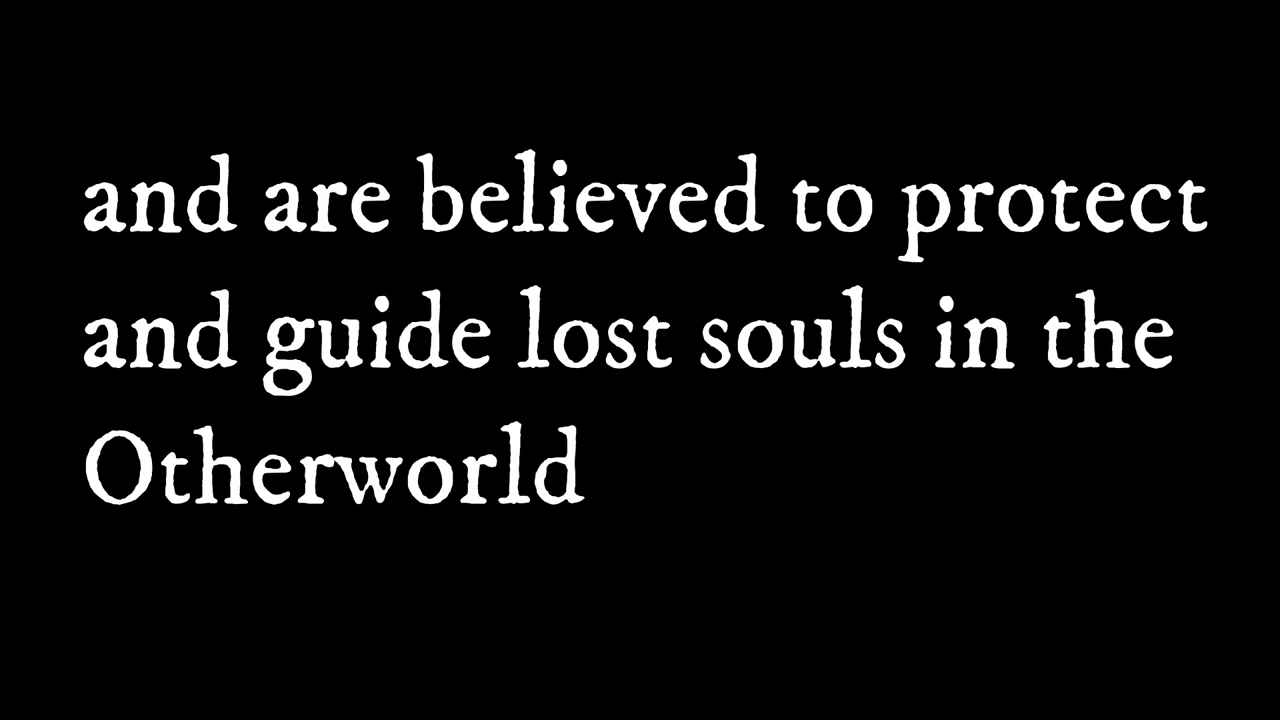 and are believed to protect
and guide lost souls in the
Otherworld